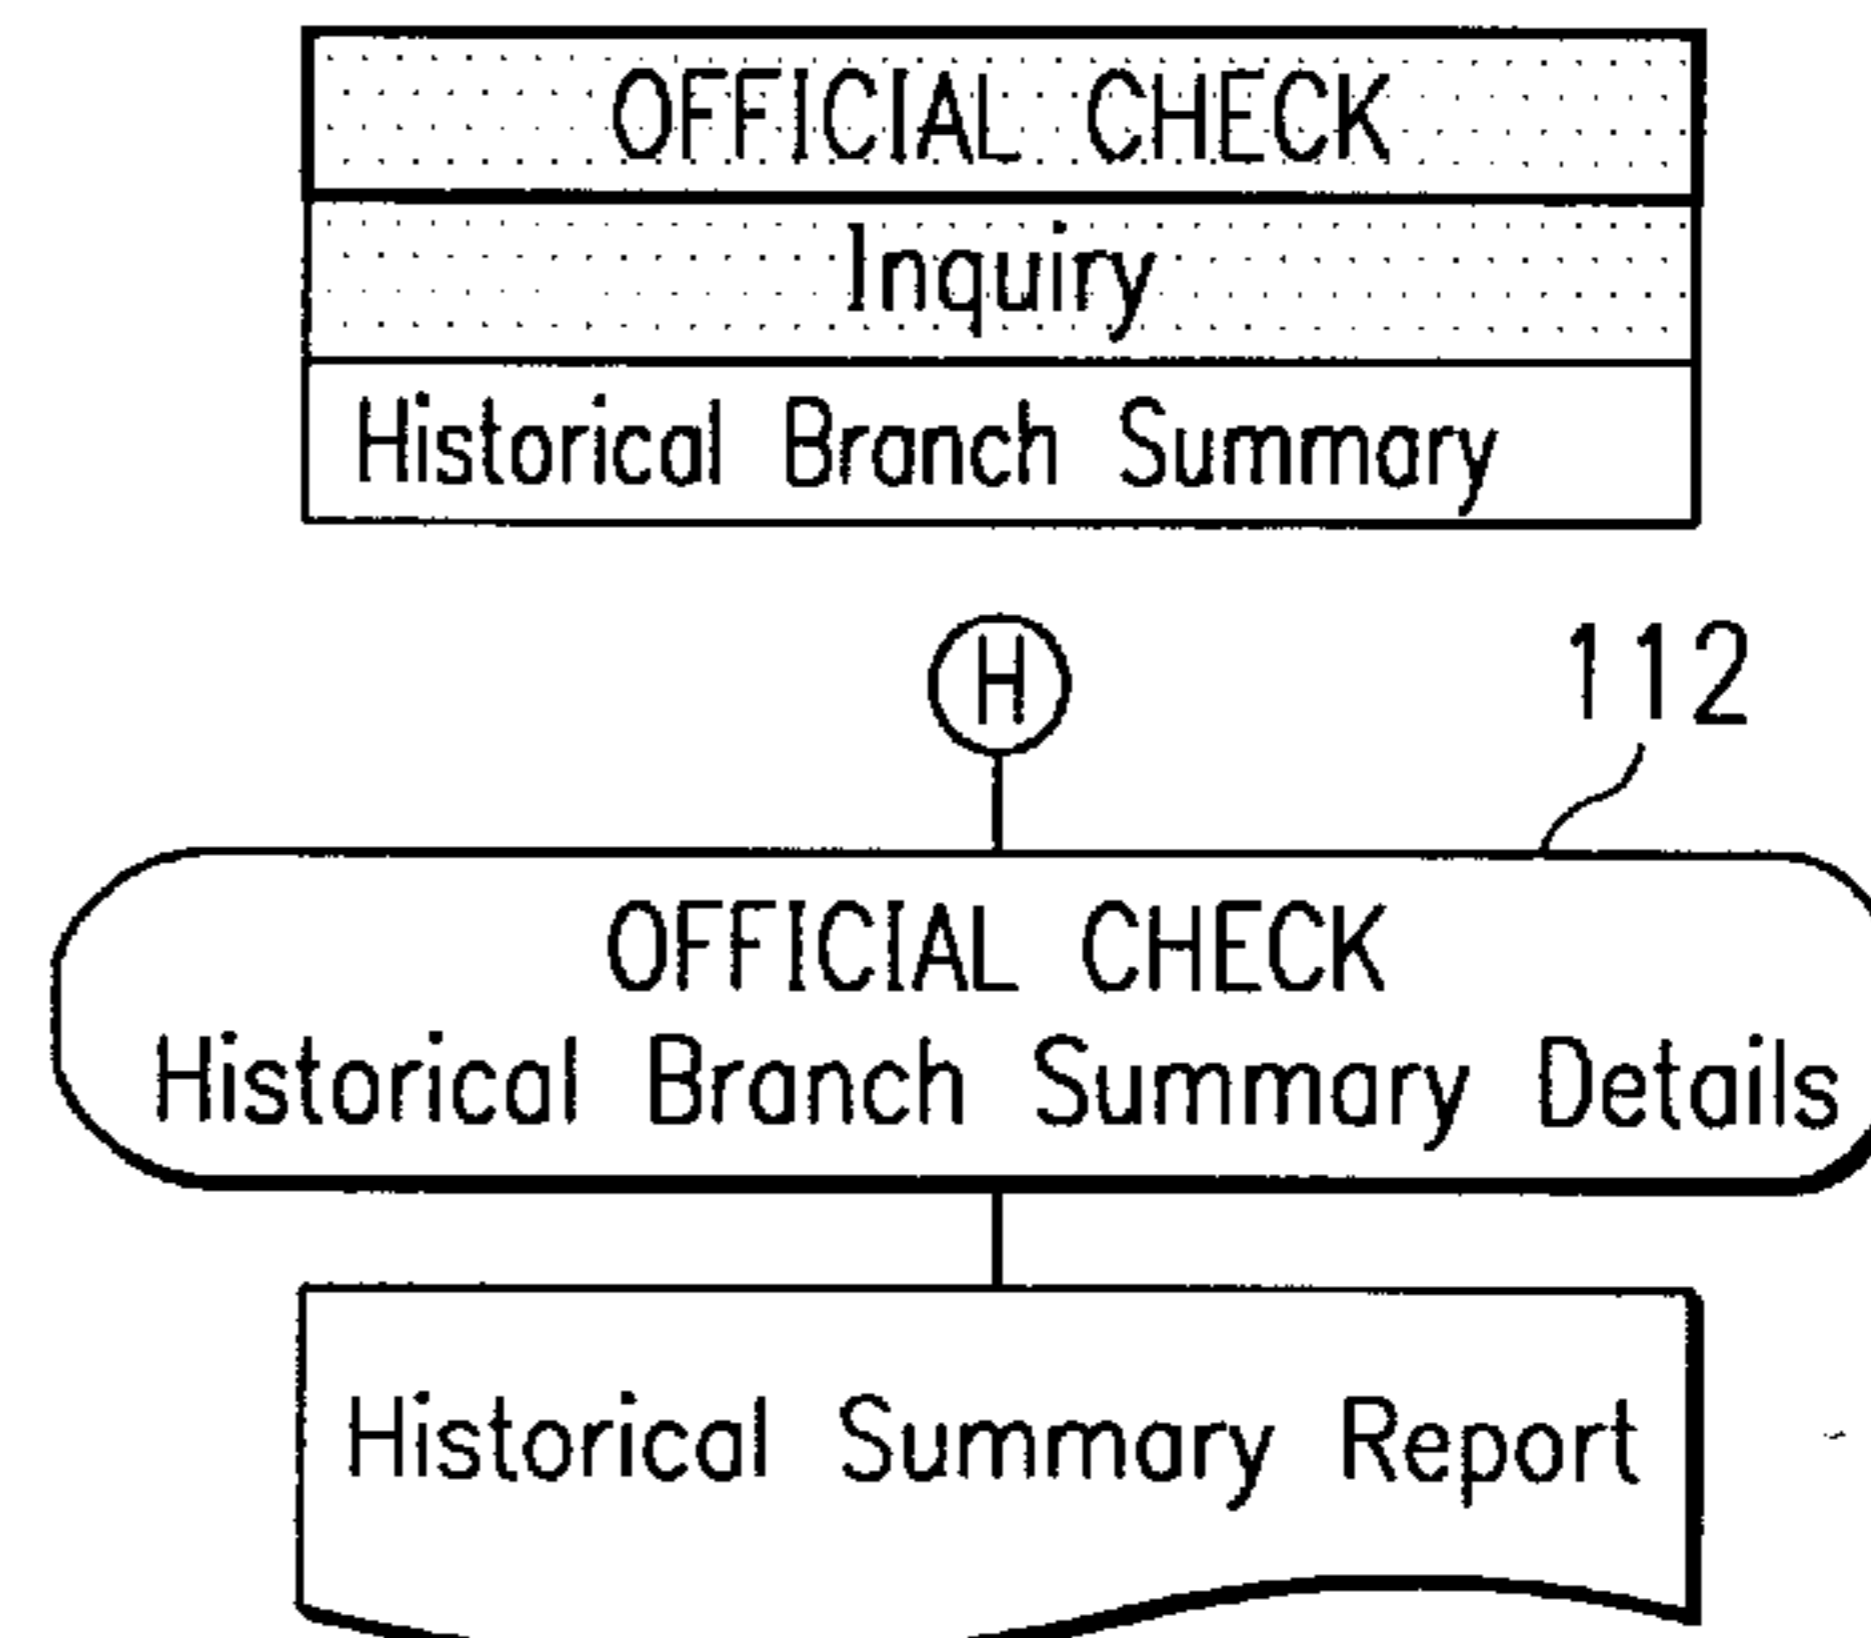 OFFICIAL CHECK
Inquiry
Historical Branch Summary
H
112
OFFICIAL CHECK
Historical Branch Summary Details
Historical Summary Report